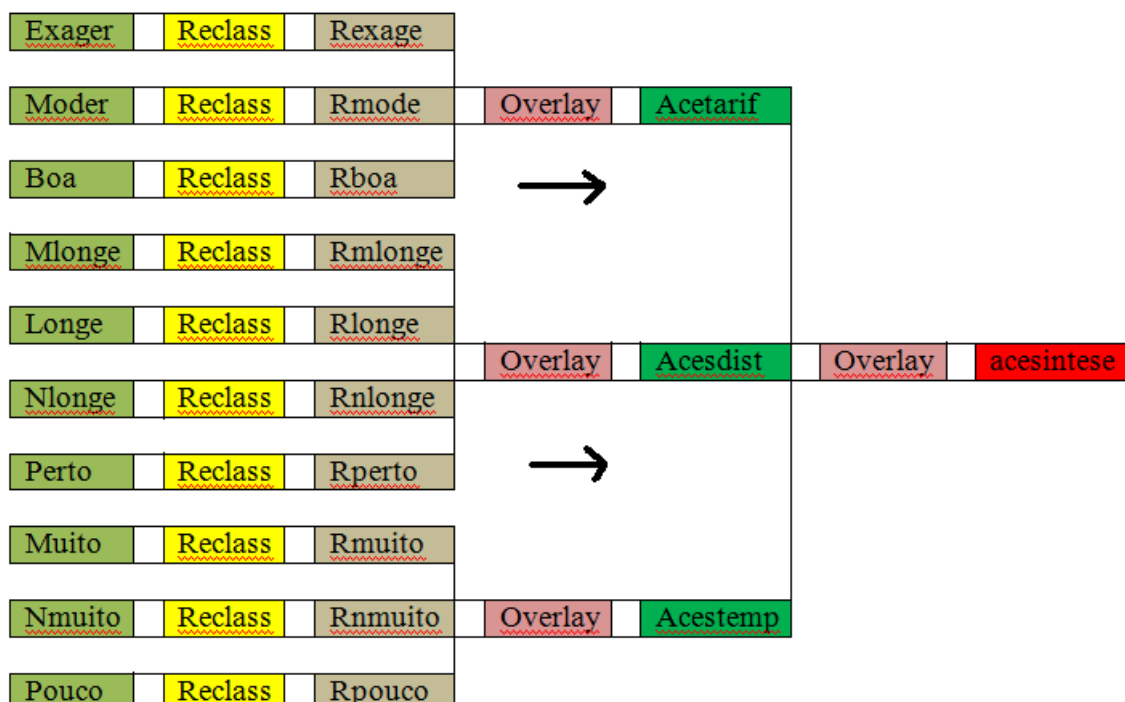 Exager Reclass Rexage
Moder Reclass Rmode Overlay Acetarif
Boa Reclass Rboa
Mlonge Reclass Rmlonge
Longe Reclass Rlonge
Overlay Acesdist Overlay acesintese
Nlonge Reclass Rnlonge
Perto Reclass Rperto
Muito Reclass Rmuito
Nmuito Reclass Rnmuito Overlay Acestemp
Pouco Reclass Rpouco